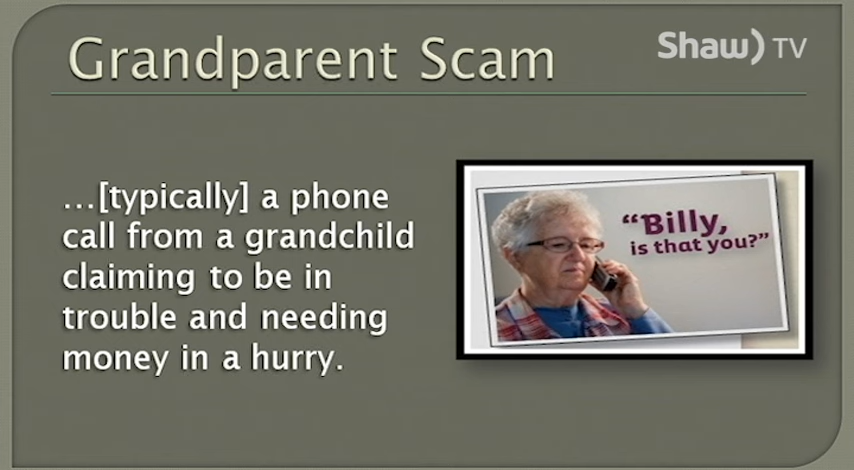 Grandparent Scam
Shaw) TV
...[typically] a phone
call from a grandchild
claiming to be in
trouble and needing
money in a hurry.
“Billy,
is that you?”